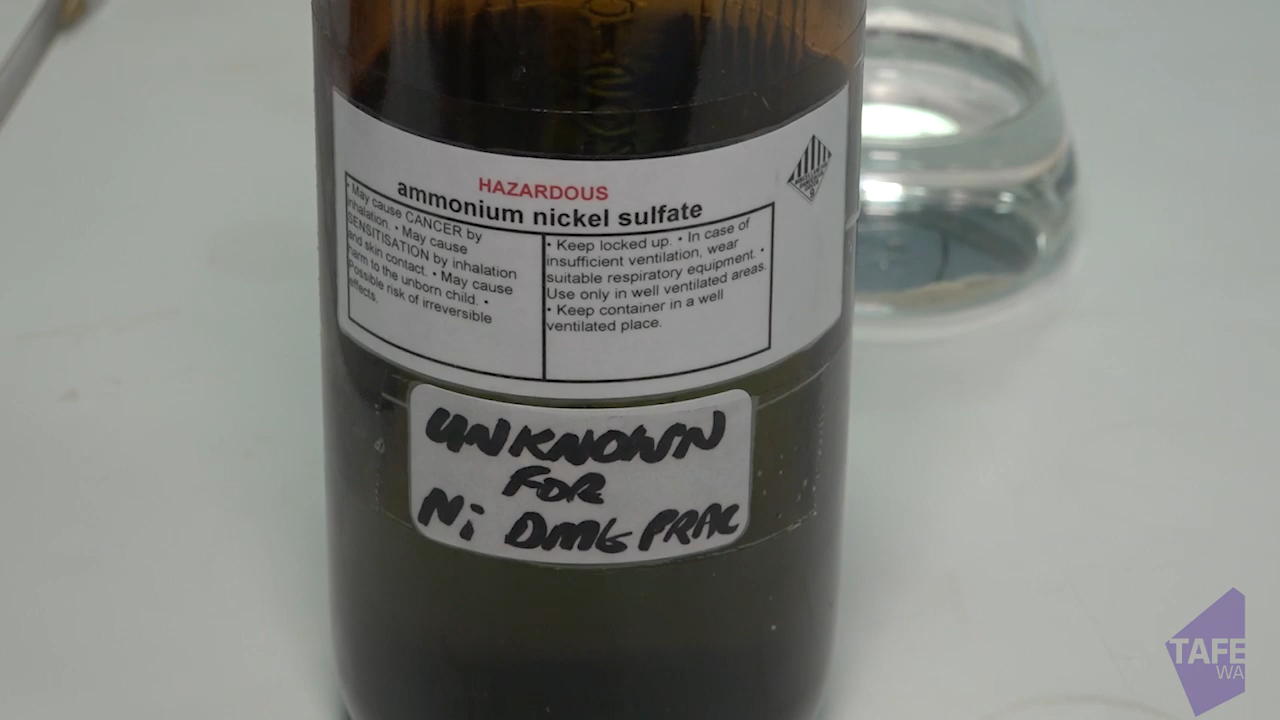 HAZARDOUS
ammonium nickel sulfate
• May cause CANCER by
inhalation. • May cause
SENSITISATION by inhalation
and skin contact. • May cause
harm to the unborn child. •
Possible risk of irreversible
effects.
• Keep locked up. • In case of
insufficient ventilation, wear
suitable respiratory equipment. •
Use only in well ventilated areas.
• Keep container in a well
ventilated place.
9
UNKNOWN
FOR
Ni DMG PRAC
TAFE
WA